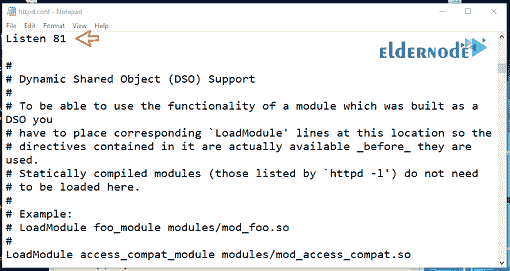 httpd.conf - Notepad
File Edit Format View Help
Listen 81
eldernode
#
# Dynamic Shared Object (DSO) Support
#
# To be able to use the functionality of a module which was built as a
DSO you
# have to place corresponding `LoadModule' lines at this location so the
# directives contained in it are actually available _before_ they are
used.
# Statically compiled modules (those listed by `httpd -l') do not need
# to be loaded here.
#
# Example:
# LoadModule foo_module modules/mod_foo.so
#
LoadModule access_compat_module modules/mod_access_compat.so